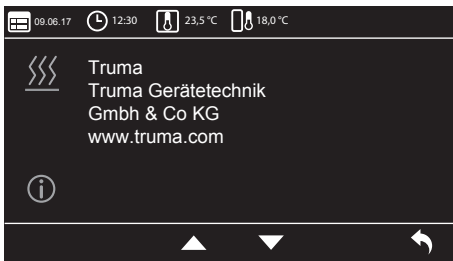 09.06.17 12:30 23,5 °C 18,0 °C
Truma
Truma Gerätetechnik
Gmbh & Co KG
www.truma.com